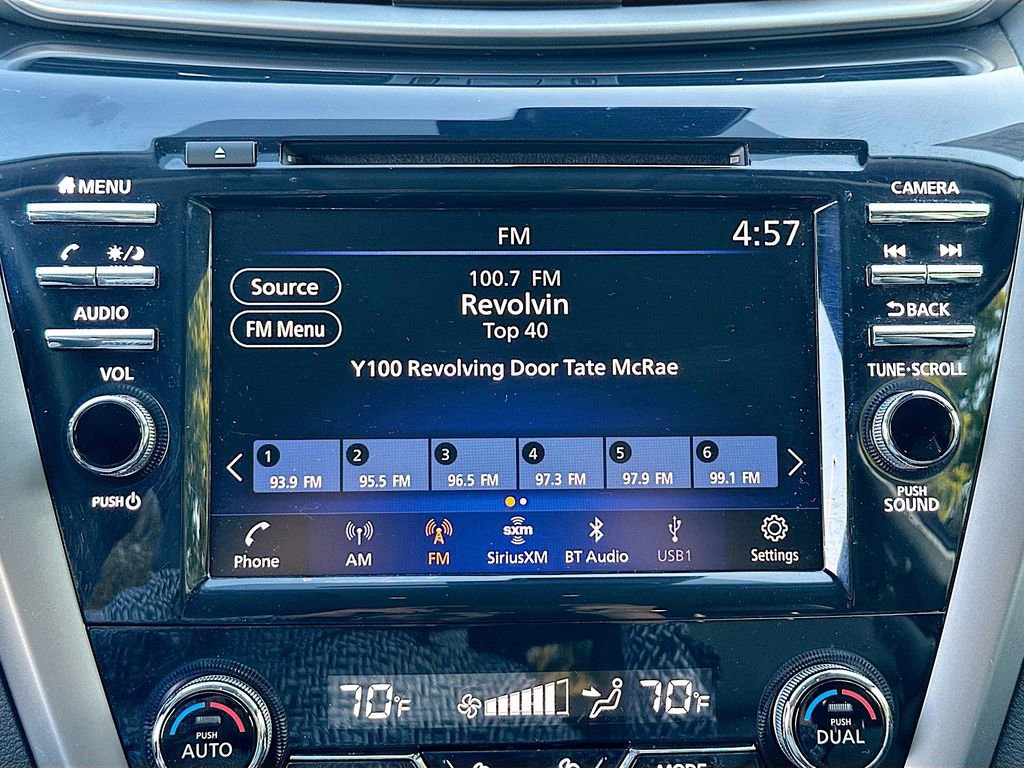 MENU
CAMERA
FM
4:57
Source
100.7 FM
Revolvin
AUDIO
BACK
FM Menu
Top 40
VOL
Y100 Revolving Door Tate McRae
TUNE·SCROLL
1 2 3 4 5 6
93.9 FM 95.5 FM 96.5 FM 97.3 FM 97.9 FM 99.1 FM
PUSH
PUSH
SOUND
sxm
Phone AM FM SiriusXM BT Audio USB1 Settings
70°F
70°F
PUSH
AUTO
PUSH
DUAL
MODE